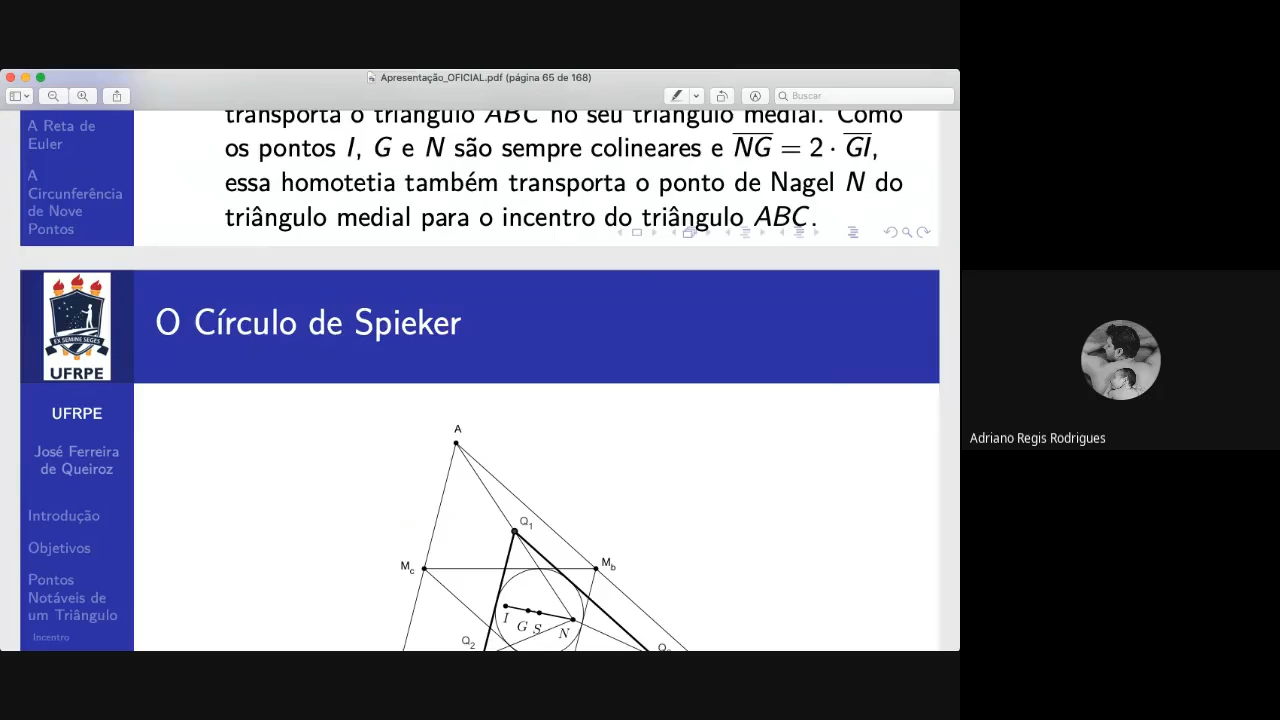 Apresentação_OFICIAL.pdf (página 65 de 168)
Buscar
A Reta de
Euler
A
Circunferência
de Nove
Pontos
transporta o triângulo ABC no seu triângulo medial. Como
os pontos I, G e N são sempre colineares e NG = 2 · GI,
essa homotetia também transporta o ponto de Nagel N do
triângulo medial para o incentro do triângulo ABC.
EX SEMINE SEGES
UFRPE
O Círculo de Spieker
UFRPE
José Ferreira
de Queiroz
Introdução
Objetivos
Pontos
Notáveis de
um Triângulo
Incentro
A
Q1
Mc
Mb
I
G
S
N
Q2
Adriano Regis Rodrigues